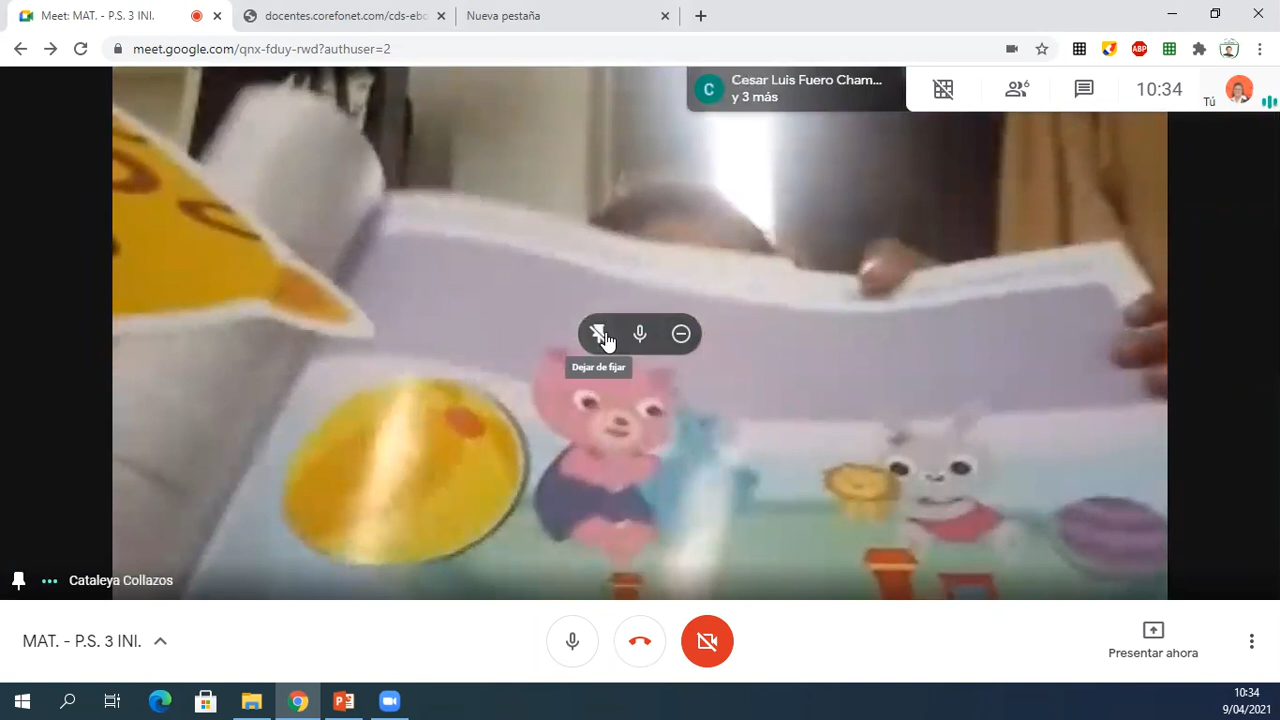 Meet: MAT. - P.S. 3 INI.
docentes.corefonet.com/cds-ebo
Nueva pestaña
meet.google.com/qnx-fduy-rwd?authuser=2
ABP
C
Cesar Luis Fuero Cham...
y 3 más
6
10:34
Tú
Dejar de fijar
Cataleya Collazos
MAT. - P.S. 3 INI.
Presentar ahora
10:34
9/04/2021